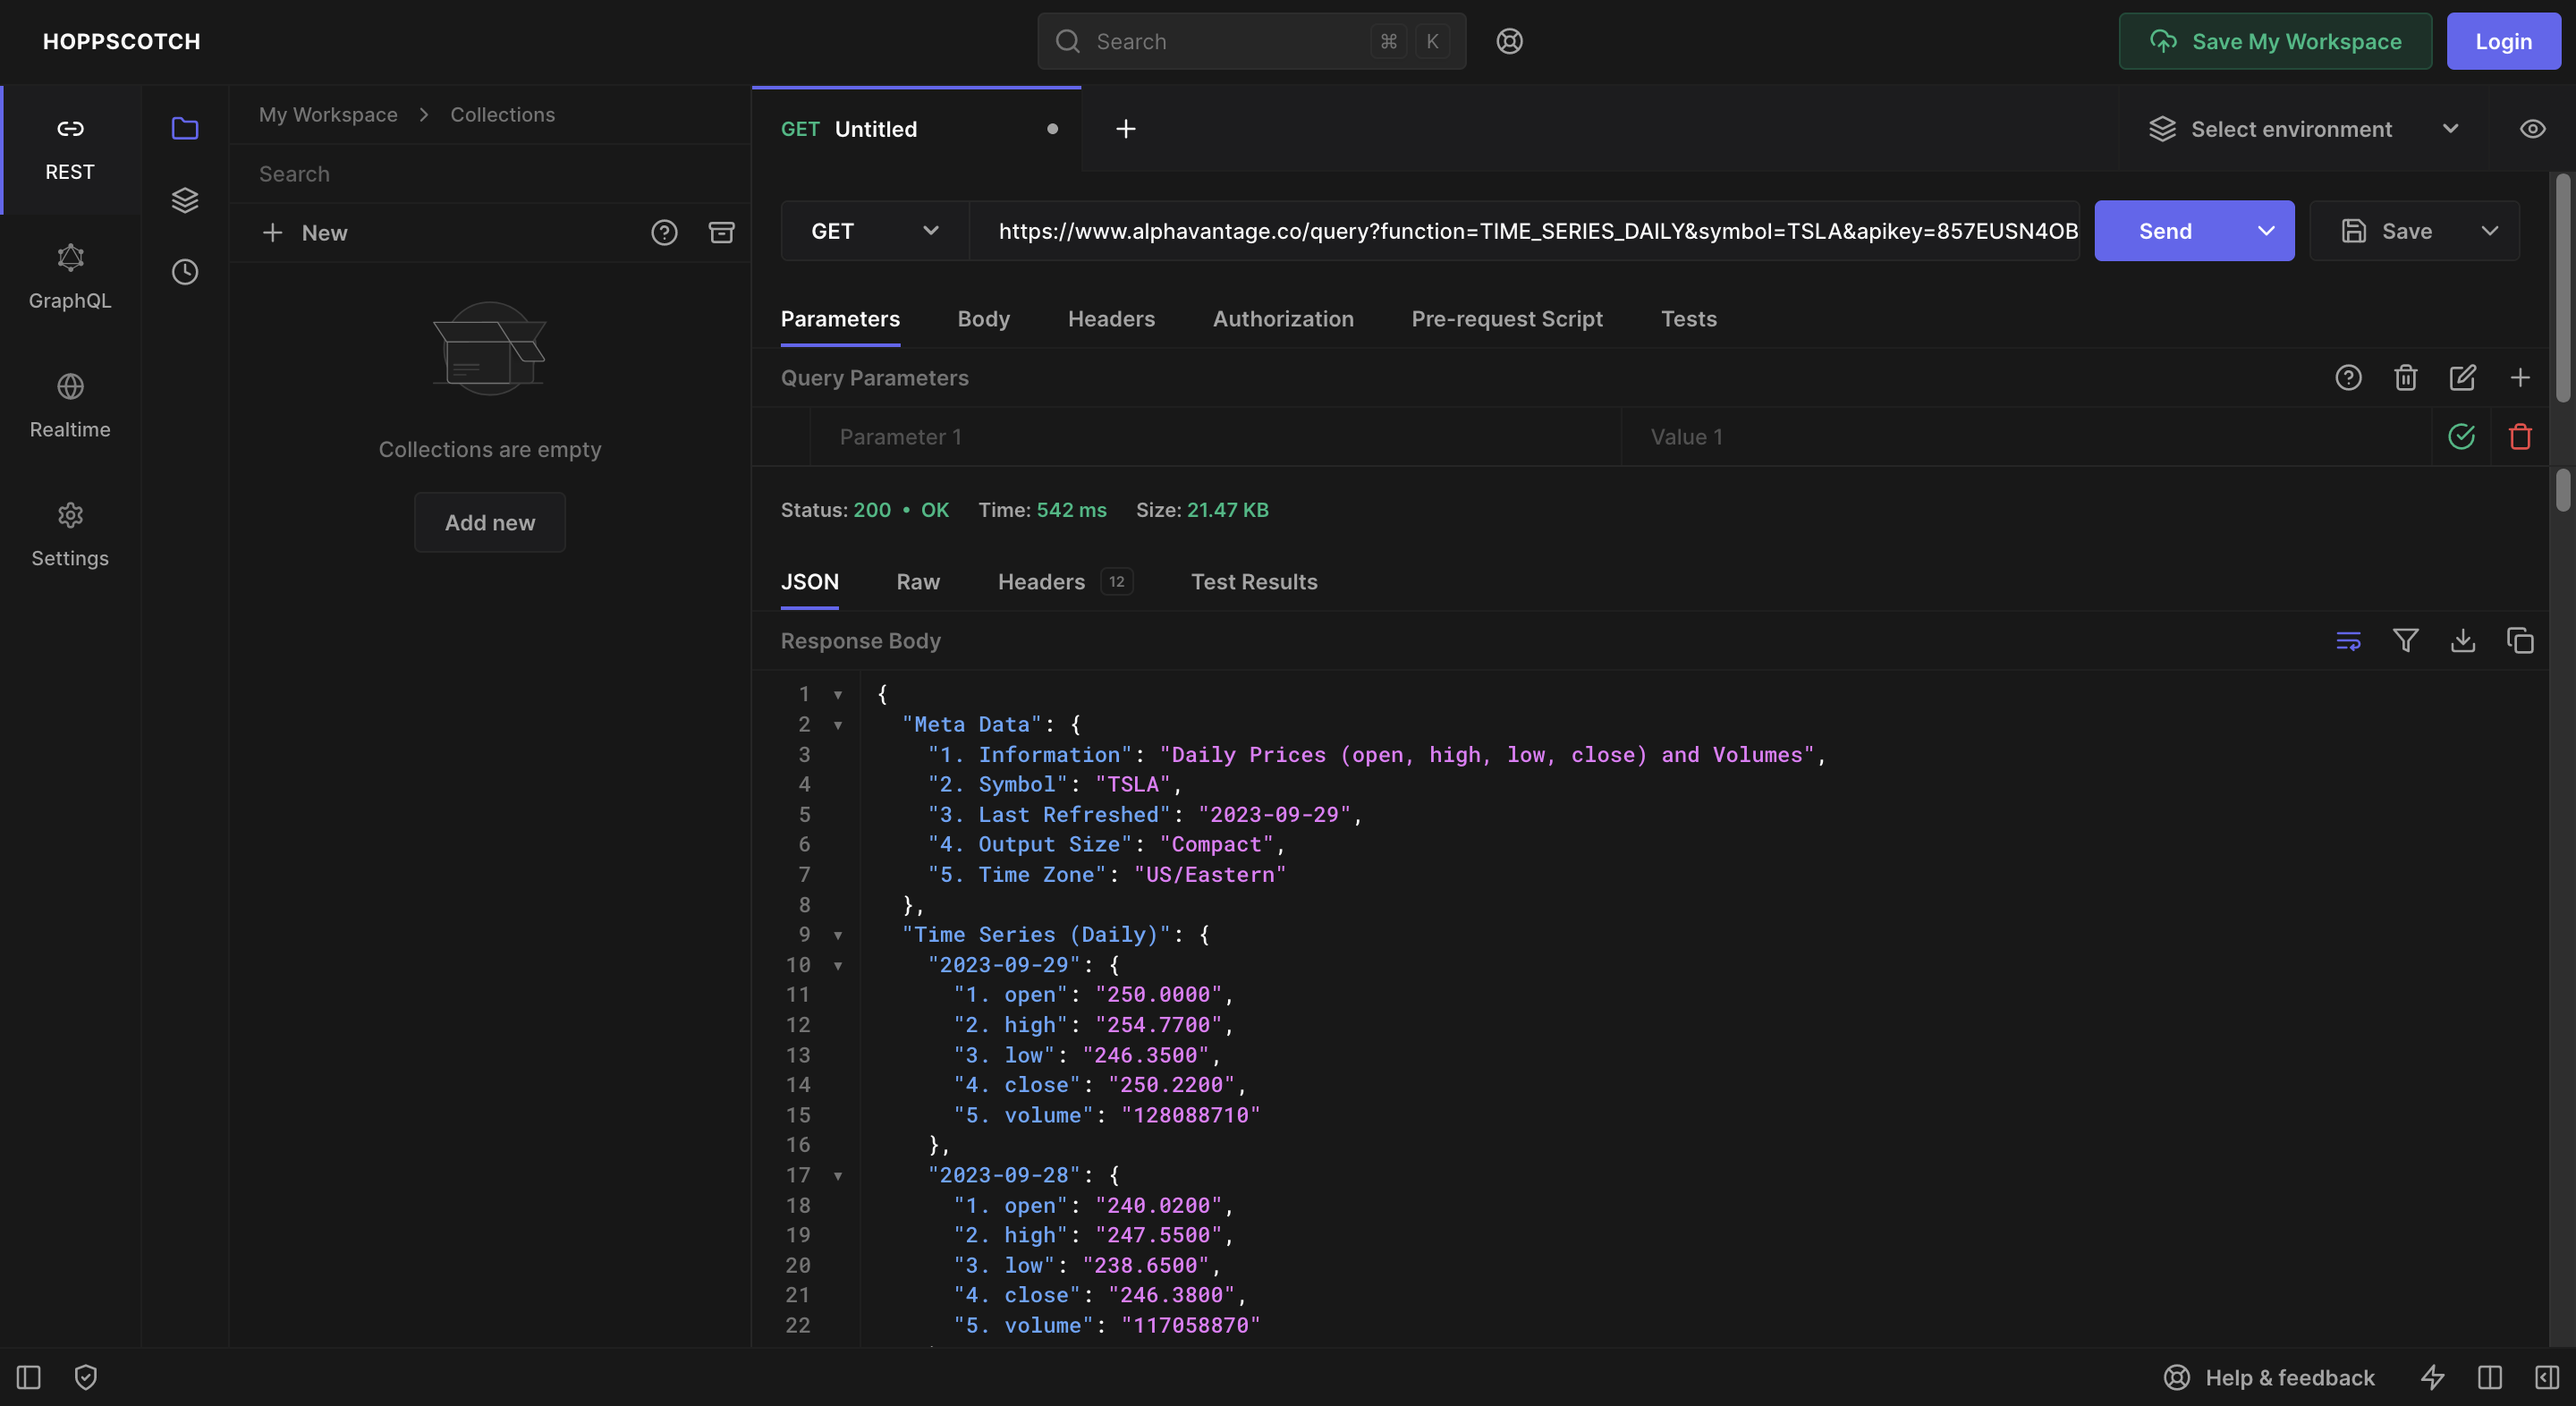 HOPPSCOTCH
Search
⌘ K
Save My Workspace
Login
REST
GraphQL
Realtime
Settings
My Workspace > Collections
Search
+ New
Collections are empty
Add new
GET Untitled
Select environment
GET
https://www.alphavantage.co/query?function=TIME_SERIES_DAILY&symbol=TSLA&apikey=857EUSN4OB
Send
Save
Parameters Body Headers Authorization Pre-request Script Tests
Query Parameters
Parameter 1 Value 1
Status: 200 • OK Time: 542 ms Size: 21.47 KB
JSON Raw Headers 12 Test Results
Response Body
1 {
2 "Meta Data": {
3 "1. Information": "Daily Prices (open, high, low, close) and Volumes",
4 "2. Symbol": "TSLA",
5 "3. Last Refreshed": "2023-09-29",
6 "4. Output Size": "Compact",
7 "5. Time Zone": "US/Eastern"
8 },
9 "Time Series (Daily)": {
10 "2023-09-29": {
11 "1. open": "250.0000",
12 "2. high": "254.7700",
13 "3. low": "246.3500",
14 "4. close": "250.2200",
15 "5. volume": "128088710"
16 },
17 "2023-09-28": {
18 "1. open": "240.0200",
19 "2. high": "247.5500",
20 "3. low": "238.6500",
21 "4. close": "246.3800",
22 "5. volume": "117058870"
Help & feedback